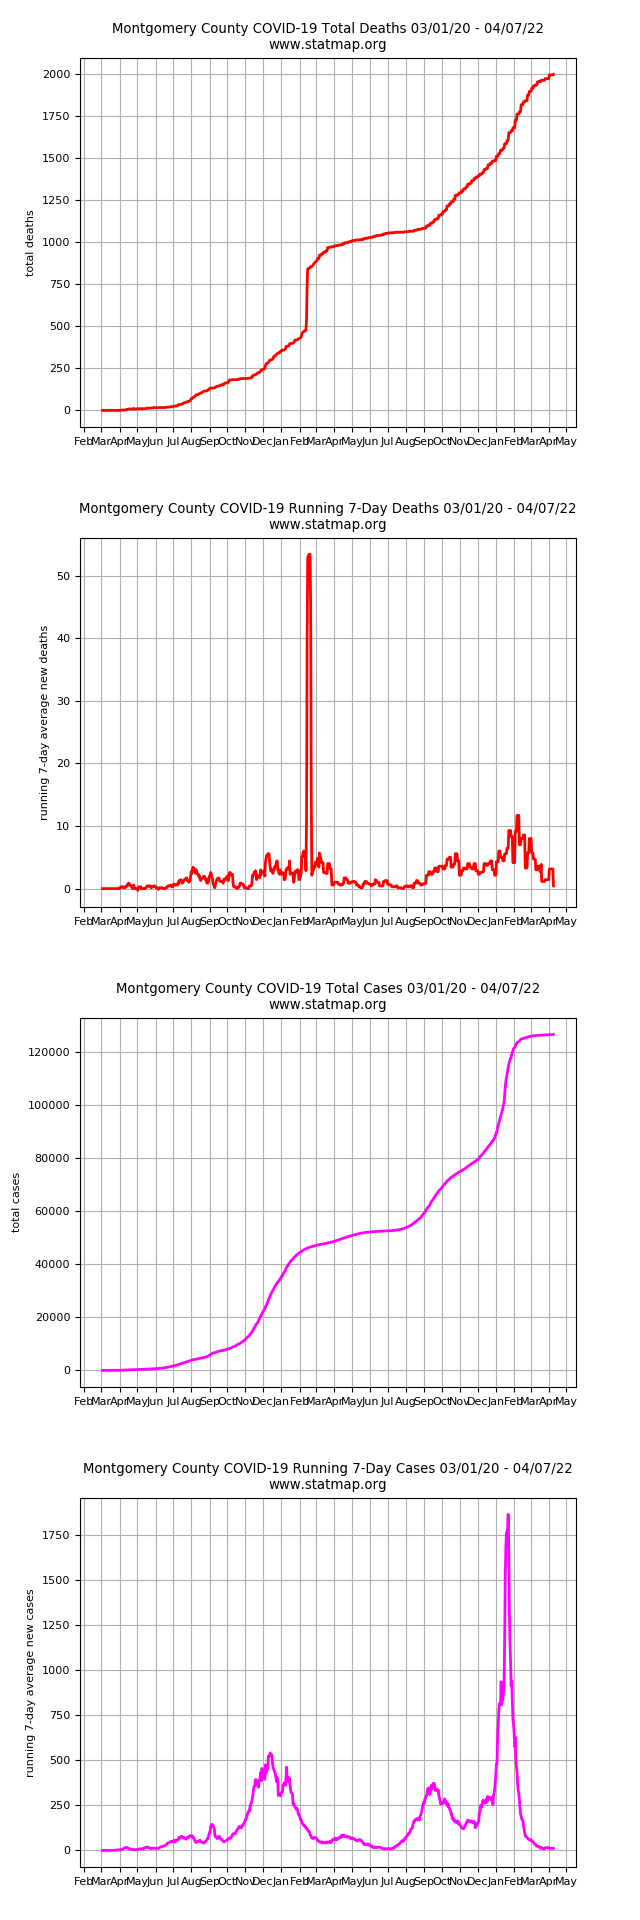 Montgomery County COVID-19 Total Deaths 03/01/20 - 04/07/22
www.statmap.org
total deaths
2000
1750
1500
1250
1000
750
500
250
0
Feb Mar Apr May Jun Jul Aug Sep Oct Nov Dec Jan Feb Mar Apr May Jun Jul Aug Sep Oct Nov Dec Jan Feb Mar Apr May
Montgomery County COVID-19 Running 7-Day Deaths 03/01/20 - 04/07/22
www.statmap.org
running 7-day average new deaths
50
40
30
20
10
0
Feb Mar Apr May Jun Jul Aug Sep Oct Nov Dec Jan Feb Mar Apr May Jun Jul Aug Sep Oct Nov Dec Jan Feb Mar Apr May
Montgomery County COVID-19 Total Cases 03/01/20 - 04/07/22
www.statmap.org
total cases
120000
100000
80000
60000
40000
20000
0
Feb Mar Apr May Jun Jul Aug Sep Oct Nov Dec Jan Feb Mar Apr May Jun Jul Aug Sep Oct Nov Dec Jan Feb Mar Apr May
Montgomery County COVID-19 Running 7-Day Cases 03/01/20 - 04/07/22
www.statmap.org
running 7-day average new cases
1750
1500
1250
1000
750
500
250
0
Feb Mar Apr May Jun Jul Aug Sep Oct Nov Dec Jan Feb Mar Apr May Jun Jul Aug Sep Oct Nov Dec Jan Feb Mar Apr May